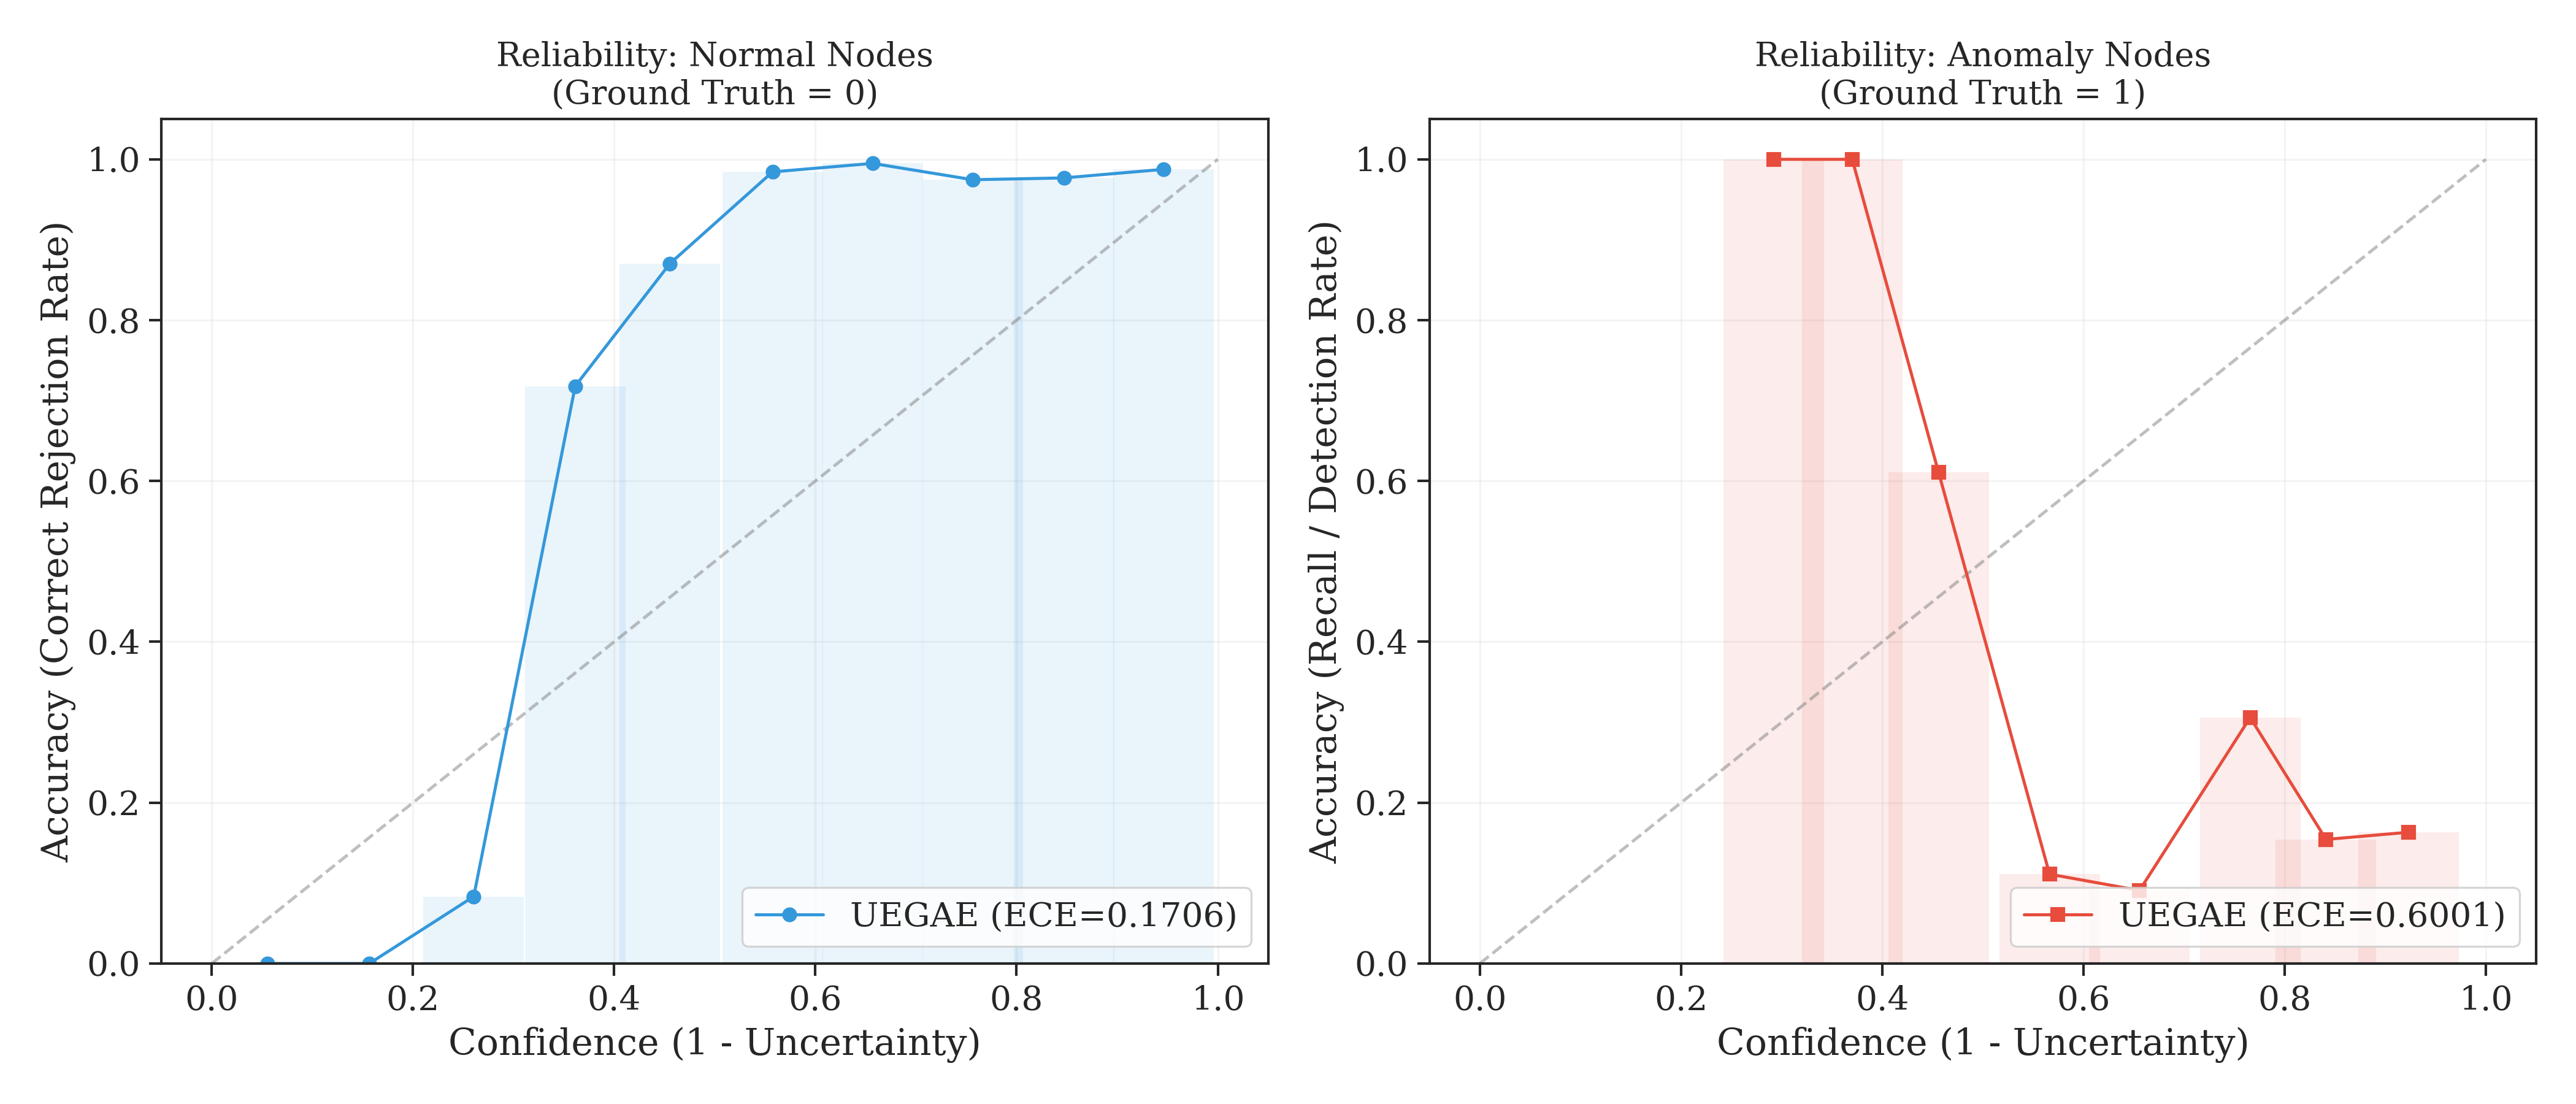 Reliability: Normal Nodes
(Ground Truth = 0)
Accuracy (Correct Rejection Rate)
1.0
0.8
0.6
0.4
0.2
0.0
UEGAE (ECE=0.1706)
0.0 0.2 0.4 0.6 0.8 1.0
Confidence (1 - Uncertainty)
Reliability: Anomaly Nodes
(Ground Truth = 1)
Accuracy (Recall / Detection Rate)
1.0
0.8
0.6
0.4
0.2
0.0
UEGAE (ECE=0.6001)
0.0 0.2 0.4 0.6 0.8 1.0
Confidence (1 - Uncertainty)